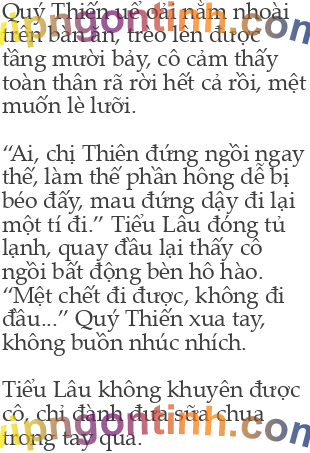 Quý Thiến uể oải nằm nhoài
trên bàn ăn, trèo lên được
tầng mười bảy, cô cảm thấy
toàn thân rã rời hết cả rồi, mệt
muốn lè lưỡi.

“Ai, chị Thiên đứng ngồi ngay
thế, làm thế phần hông dễ bị
béo đấy, mau đứng dậy đi lại
một tí đi.” Tiểu Lâu đóng tủ
lạnh, quay đầu lại thấy cô
ngồi bất động bèn hô hào.
“Mệt chết đi được, không đi
đâu...” Quý Thiến xua tay,
không buồn nhúc nhích.

Tiểu Lâu không khuyên được
cô, chỉ đành đưa sữa chua
trong tay qua.